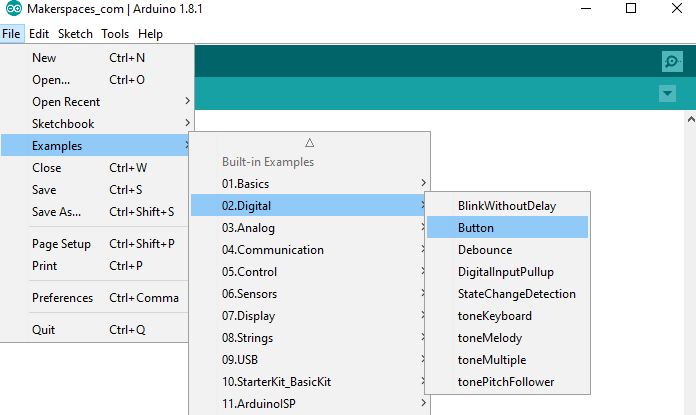 Makerspaces_com | Arduino 1.8.1
File Edit Sketch Tools Help
New Ctrl+N
Open... Ctrl+O
Open Recent
Sketchbook
Examples
Close Ctrl+W
Save Ctrl+S
Save As... Ctrl+Shift+S
Page Setup Ctrl+Shift+P
Print Ctrl+P
Preferences Ctrl+Comma
Quit Ctrl+Q
Built-in Examples
01.Basics
02.Digital
03.Analog
04.Communication
05.Control
06.Sensors
07.Display
08.Strings
09.USB
10.StarterKit_BasicKit
11.ArduinoISP
BlinkWithoutDelay
Button
Debounce
DigitalInputPullup
StateChangeDetection
toneKeyboard
toneMelody
toneMultiple
tonePitchFollower